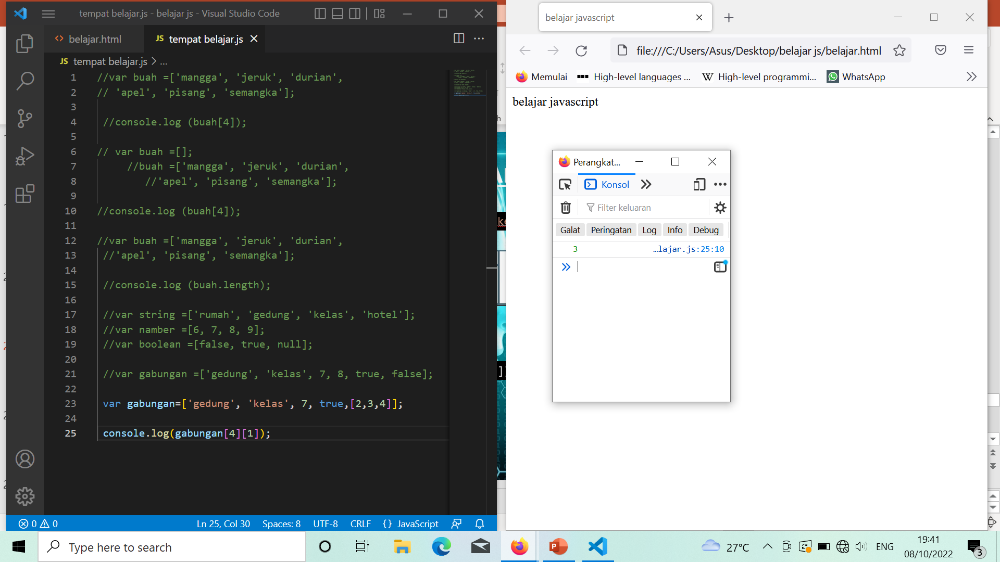 tempat belajar.js - belajar js - Visual Studio Code
belajar.html
JS tempat belajar.js
JS tempat belajar.js > ...
1 //var buah =['mangga', 'jeruk', 'durian',
2 // 'apel', 'pisang', 'semangka'];
3
4 //console.log (buah[4]);
5
6 // var buah =[];
7 //buah =['mangga', 'jeruk', 'durian',
8 //'apel', 'pisang', 'semangka'];
9
10 //console.log (buah[4]);
11
12 //var buah =['mangga', 'jeruk', 'durian',
13 //'apel', 'pisang', 'semangka'];
14
15 //console.log (buah.length);
16
17 //var string =['rumah', 'gedung', 'kelas', 'hotel'];
18 //var namber =[6, 7, 8, 9];
19 //var boolean =[false, true, null];
20
21 //var gabungan =['gedung', 'kelas', 7, 8, true, false];
22
23 var gabungan=['gedung', 'kelas', 7, true,[2,3,4]];
24
25 console.log(gabungan[4][1]);
0 0 Ln 25, Col 30 Spaces: 8 UTF-8 CRLF {} JavaScript
belajar javascript
file:///C:/Users/Asus/Desktop/belajar js/belajar.html
Memulai High-level languages ... W High-level programmi... WhatsApp
belajar javascript
Perangkat...
Konsol
Filter keluaran
Galat Peringatan Log Info Debug
3 …lajar.js:25:10
Type here to search
27°C ENG
19:41
08/10/2022
3